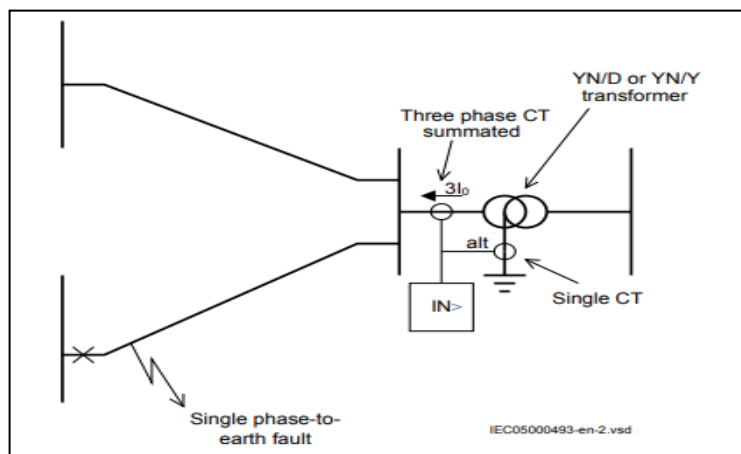 YN/D or YN/Y
transformer
Three phase CT
summated
3I₀
alt
Single CT
IN>
Single phase-to-
earth fault
IEC05000493-en-2.vsd